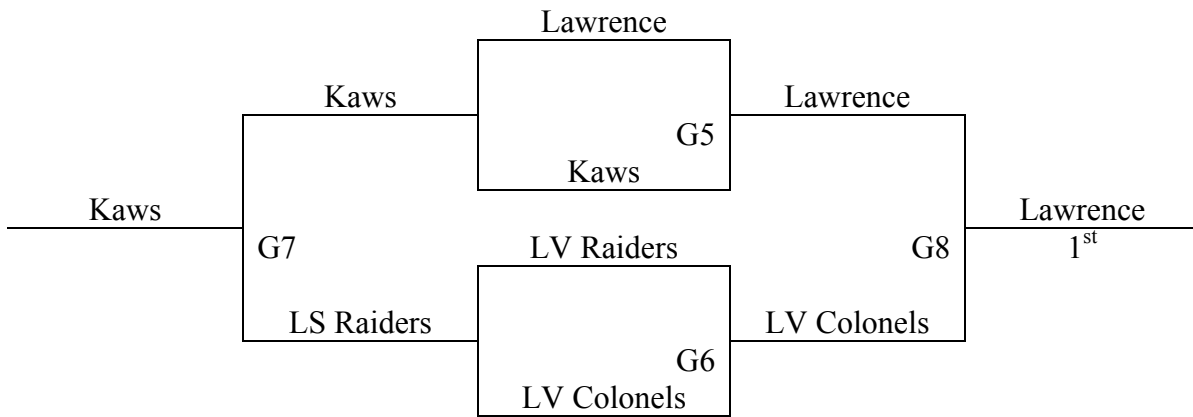 Lawrence
Kaws
Lawrence
G5
Kaws
Kaws
Lawrence
1st
G7
LV Raiders
G8
LS Raiders
LV Colonels
G6
LV Colonels